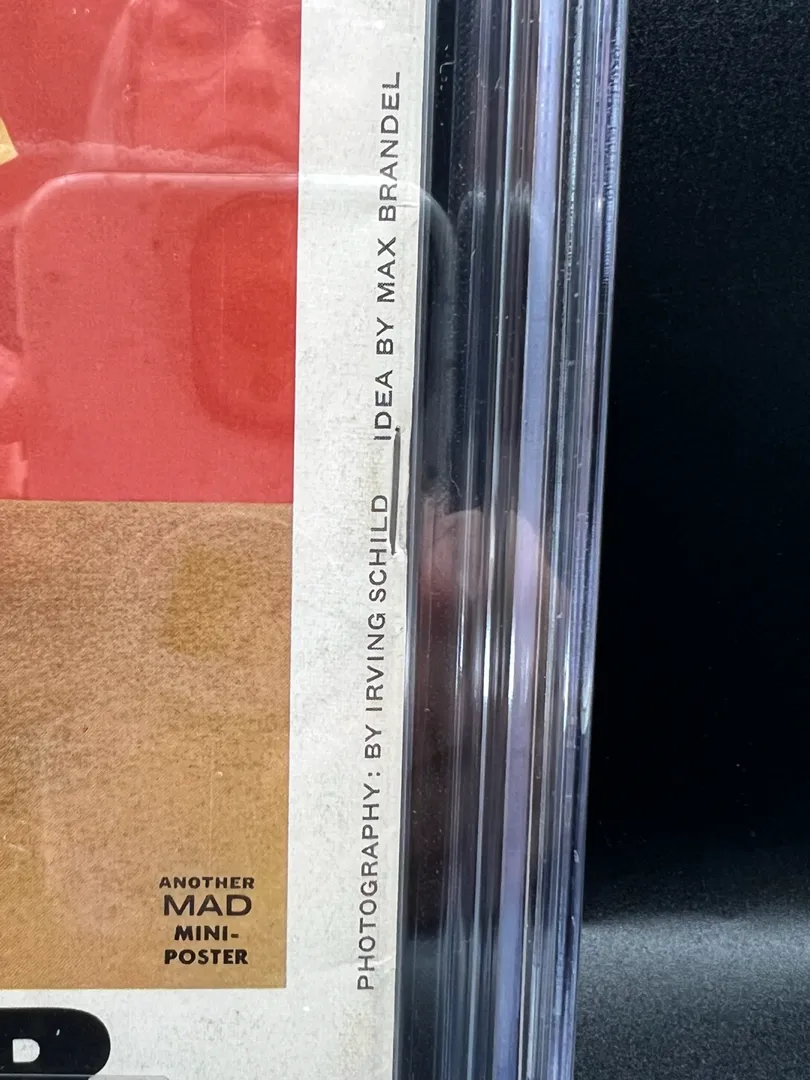 PHOTOGRAPHY: BY IRVING SCHILD IDEA BY MAX BRANDEL
ANOTHER
MAD
MINI-
POSTER